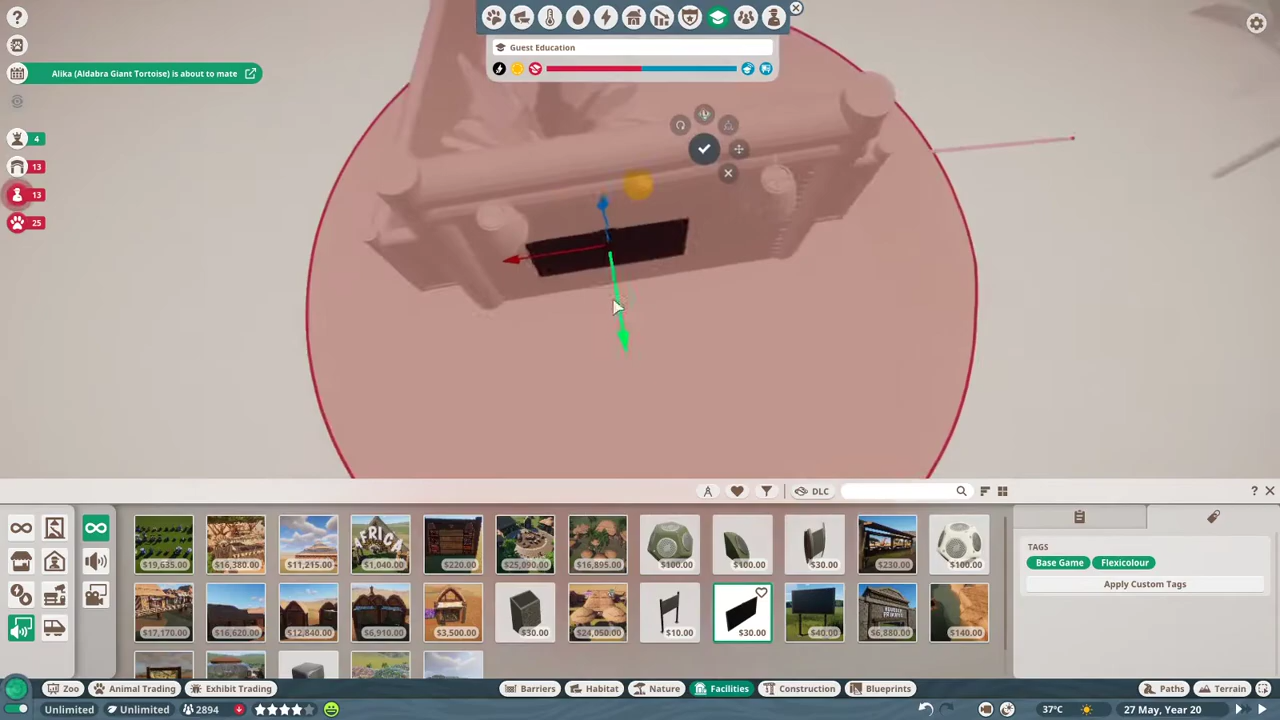 ?
Guest Education
Alika (Aldabra Giant Tortoise) is about to mate
4
13
13
25
DLC
? 
$19,635.00
$16,380.00
$11,215.00
AFRICA
$1,040.00
$220.00
$25,090.00
$16,895.00
$100.00
$100.00
$30.00
$230.00
$100.00
TAGS
Base Game
Flexicolour
Apply Custom Tags
$17,170.00
$16,620.00
$12,840.00
$6,910.00
$3,500.00
$30.00
$24,050.00
$10.00
$30.00
$40.00
$6,880.00
$140.00
Zoo
Animal Trading
Exhibit Trading
Barriers
Habitat
Nature
Facilities
Construction
Blueprints
Paths
Terrain
Unlimited
Unlimited
2894
37°C
27 May, Year 20